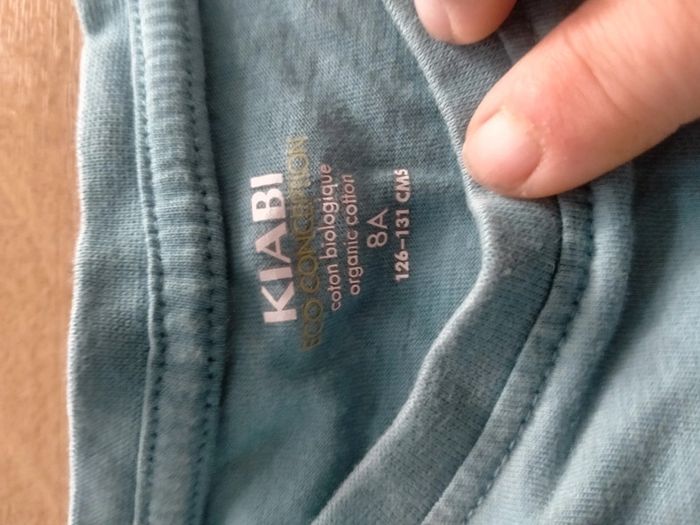 KIABI
ECO CONCEPTION
coton biologique
organic cotton
8A
126-131 CMS